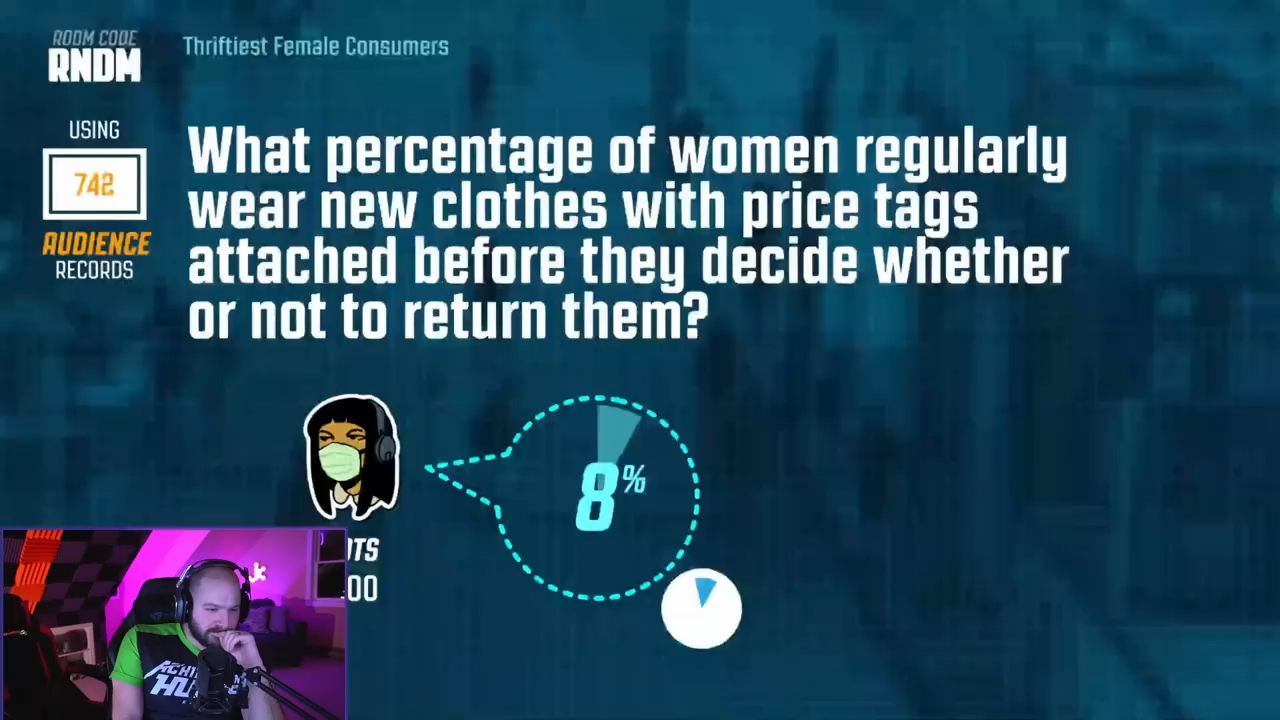 ROOM CODE
RNDM
Thriftiest Female Consumers
USING
742
AUDIENCE
RECORDS
What percentage of women regularly
wear new clothes with price tags
attached before they decide whether
or not to return them?
8%